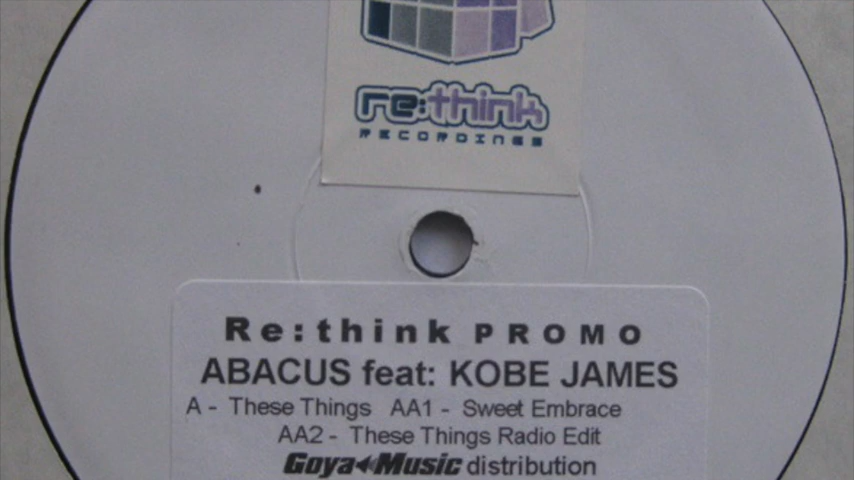 re:think
RECORDINGS
Re:think PROMO
ABACUS feat: KOBE JAMES
A - These Things AA1 - Sweet Embrace
AA2 - These Things Radio Edit
Goya Music distribution